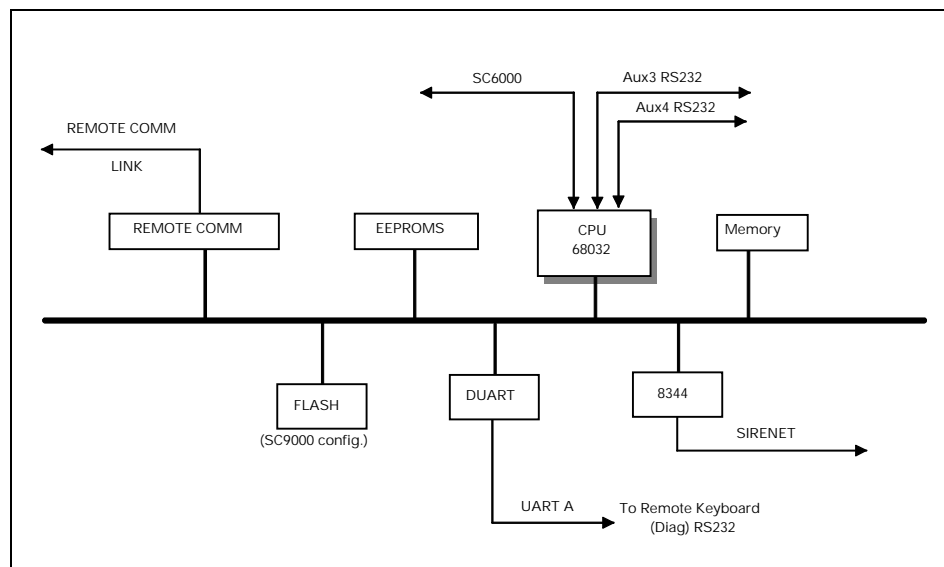 SC6000
Aux3 RS232
Aux4 RS232
REMOTE COMM
LINK
REMOTE COMM
EEPROMS
CPU
68032
Memory
FLASH
(SC9000 config.)
DUART
8344
SIRENET
UART A
To Remote Keyboard
(Diag) RS232